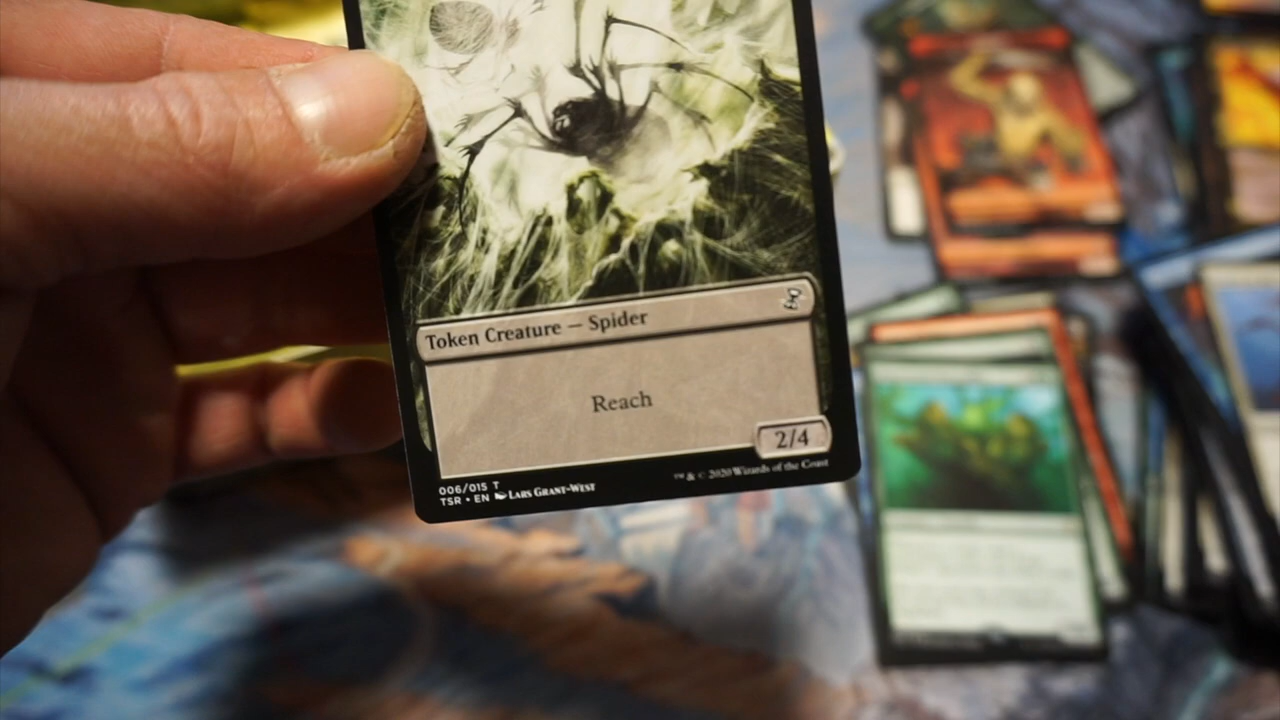 Token Creature — Spider
Reach
2/4
006/015 T
TSR • EN Lars Grant-West
™ & © 2020 Wizards of the Coast